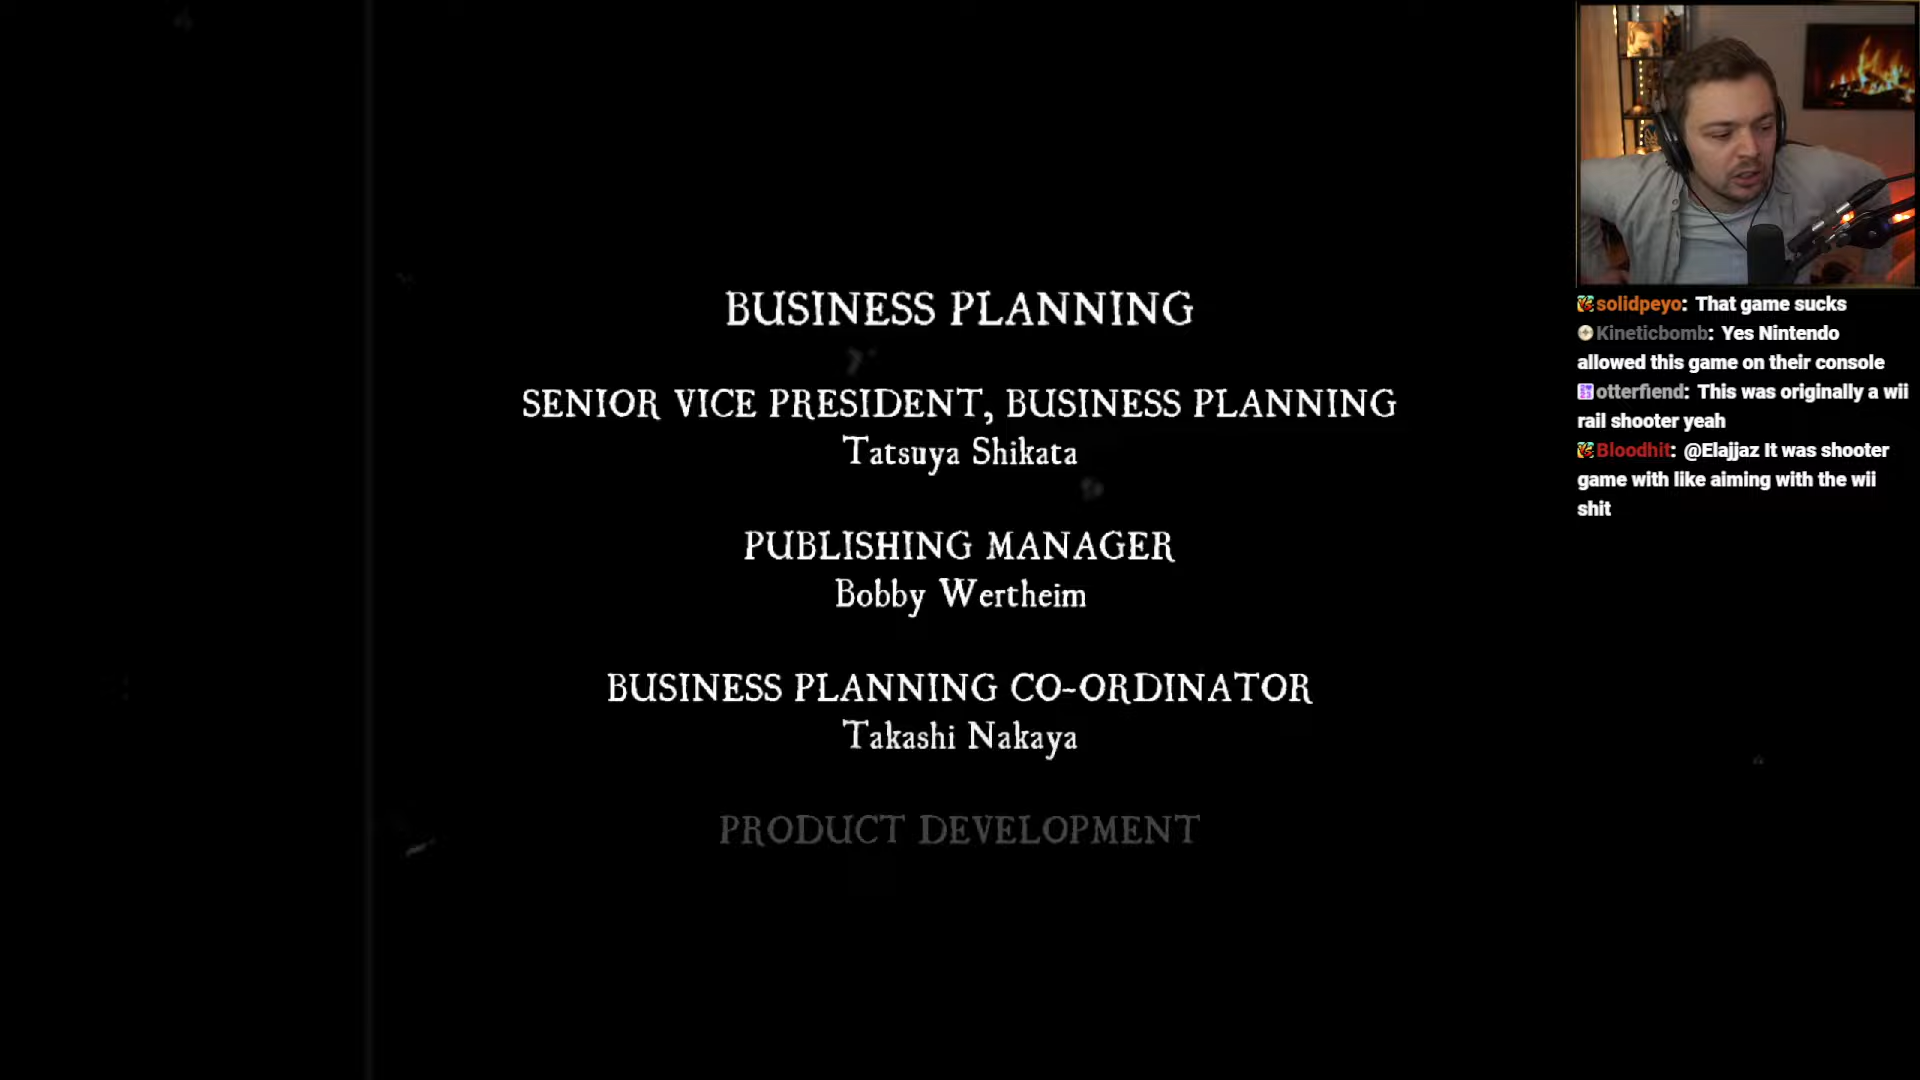 BUSINESS PLANNING
SENIOR VICE PRESIDENT, BUSINESS PLANNING
Tatsuya Shikata
PUBLISHING MANAGER
Bobby Wertheim
BUSINESS PLANNING CO-ORDINATOR
Takashi Nakaya
PRODUCT DEVELOPMENT
solidpeyo: That game sucks
Kineticbomb: Yes Nintendo
allowed this game on their console
otterfiend: This was originally a wii
rail shooter yeah
Bloodhit: @Elajjaz It was shooter
game with like aiming with the wii
shit